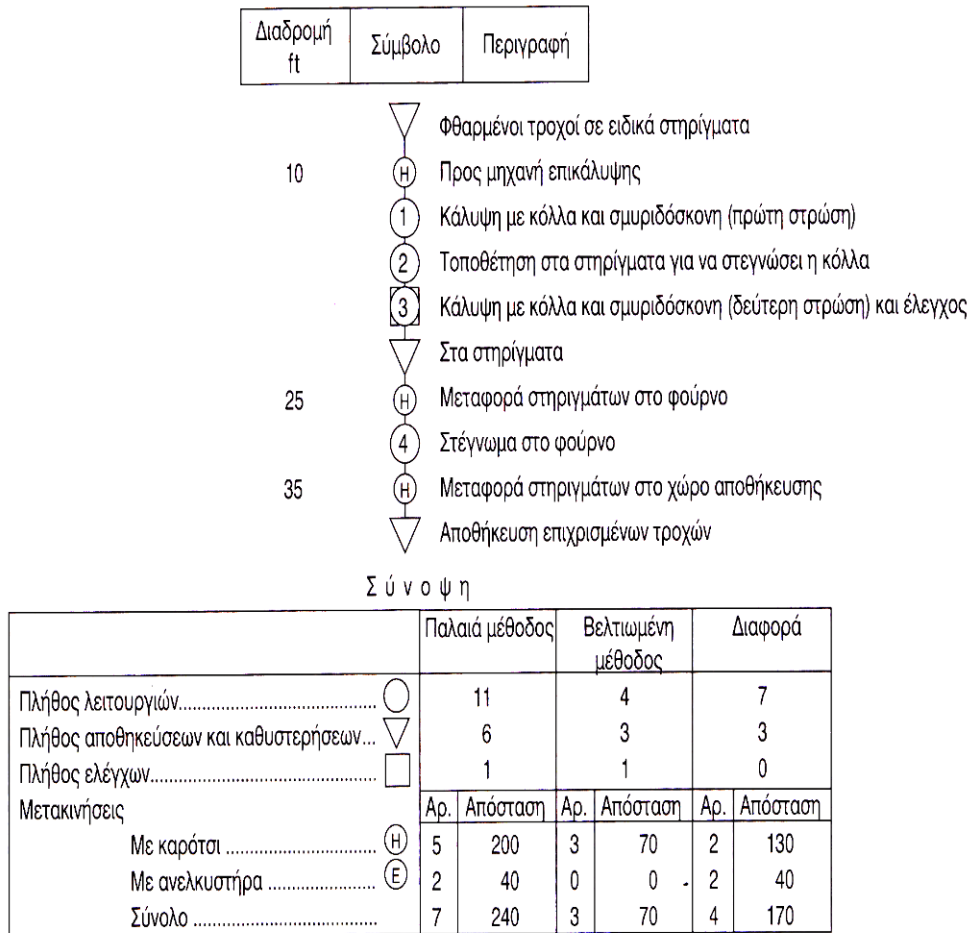 Διαδρομή ft Σύμβολο Περιγραφή
Φθαρμένοι τροχοί σε ειδικά στηρίγματα
10 H Προς μηχανή επικάλυψης
1 Κάλυψη με κόλλα και σμυριδόσκονη (πρώτη στρώση)
2 Τοποθέτηση στα στηρίγματα για να στεγνώσει η κόλλα
3 Κάλυψη με κόλλα και σμυριδόσκονη (δεύτερη στρώση) και έλεγχος
Στα στηρίγματα
25 H Μεταφορά στηριγμάτων στο φούρνο
4 Στέγνωμα στο φούρνο
35 H Μεταφορά στηριγμάτων στο χώρο αποθήκευσης
Αποθήκευση επιχρισμένων τροχών
Σύνοψη
Παλαιά μέθοδος Βελτιωμένη μέθοδος Διαφορά
Πλήθος λειτουργιών 11 4 7
Πλήθος αποθηκεύσεων και καθυστερήσεων... 6 3 3
Πλήθος ελέγχων 1 1 0
Μετακινήσεις Αρ. Απόσταση Αρ. Απόσταση Αρ. Απόσταση
Με καρότσι H 5 200 3 70 2 130
Με ανελκυστήρα E 2 40 0 0 2 40
Σύνολο 7 240 3 70 4 170